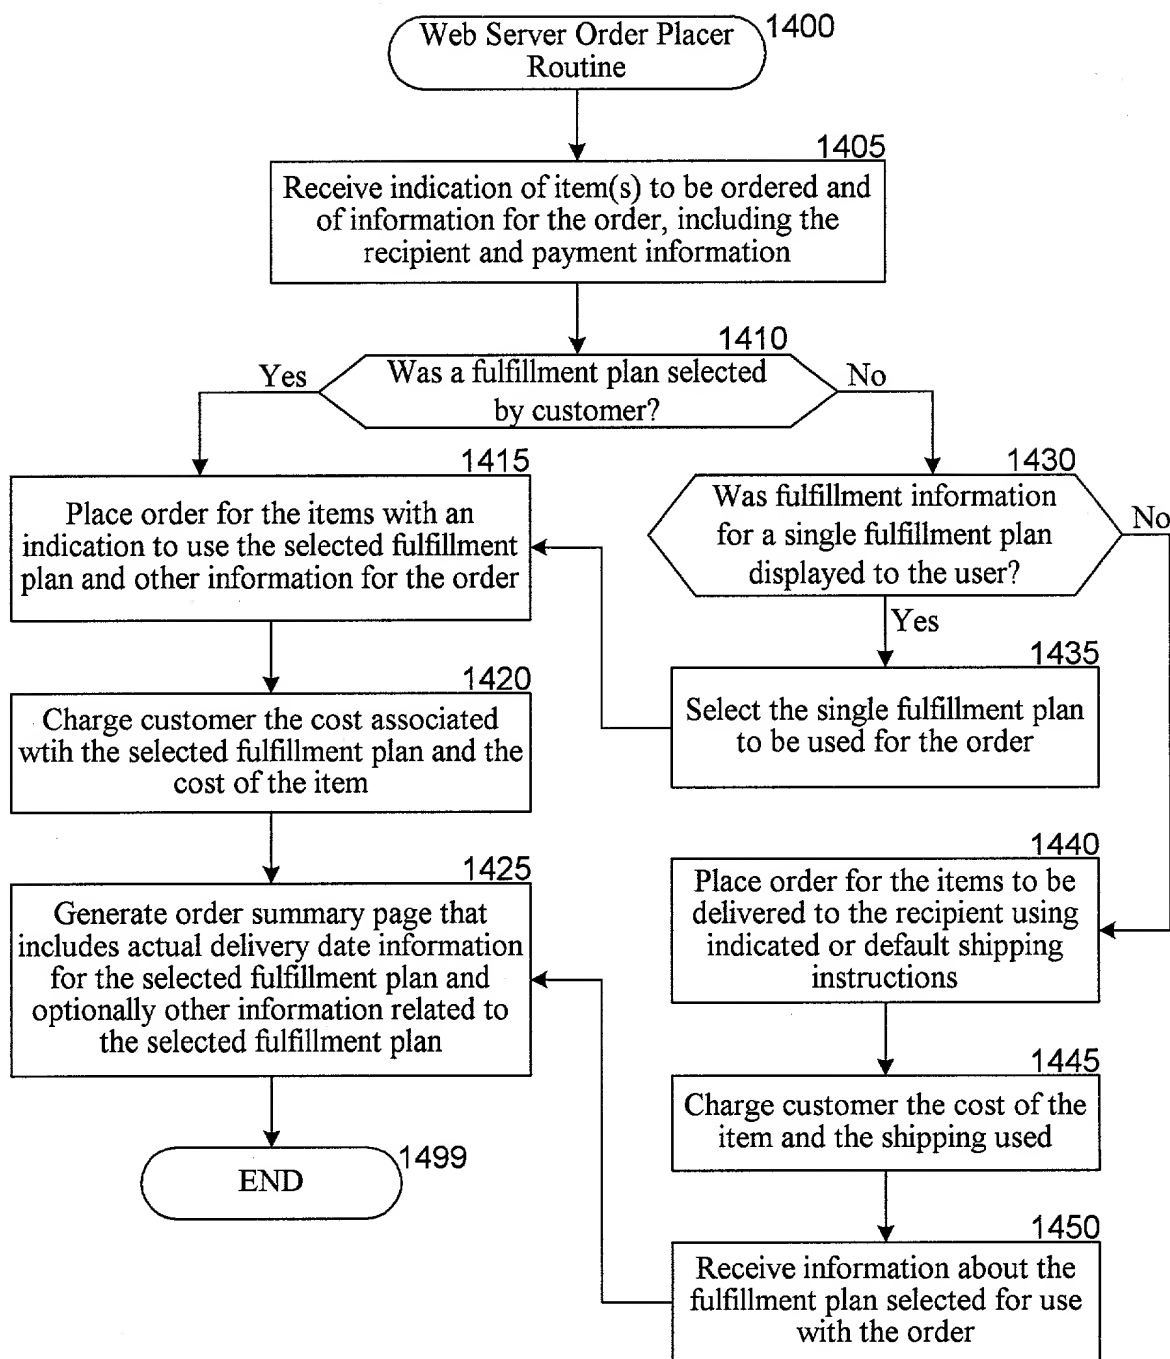 1400
Web Server Order Placer
Routine
1405
Receive indication of item(s) to be ordered and
of information for the order, including the
recipient and payment information
1410
Was a fulfillment plan selected
by customer?
Yes
No
1415
Place order for the items with an
indication to use the selected fulfillment
plan and other information for the order
1430
Was fulfillment information
for a single fulfillment plan
displayed to the user?
No
Yes
1420
Charge customer the cost associated
wtih the selected fulfillment plan and the
cost of the item
1435
Select the single fulfillment plan
to be used for the order
1425
Generate order summary page that
includes actual delivery date information
for the selected fulfillment plan and
optionally other information related to
the selected fulfillment plan
1440
Place order for the items to be
delivered to the recipient using
indicated or default shipping
instructions
1445
Charge customer the cost of the
item and the shipping used
1499
END
1450
Receive information about the
fulfillment plan selected for use
with the order